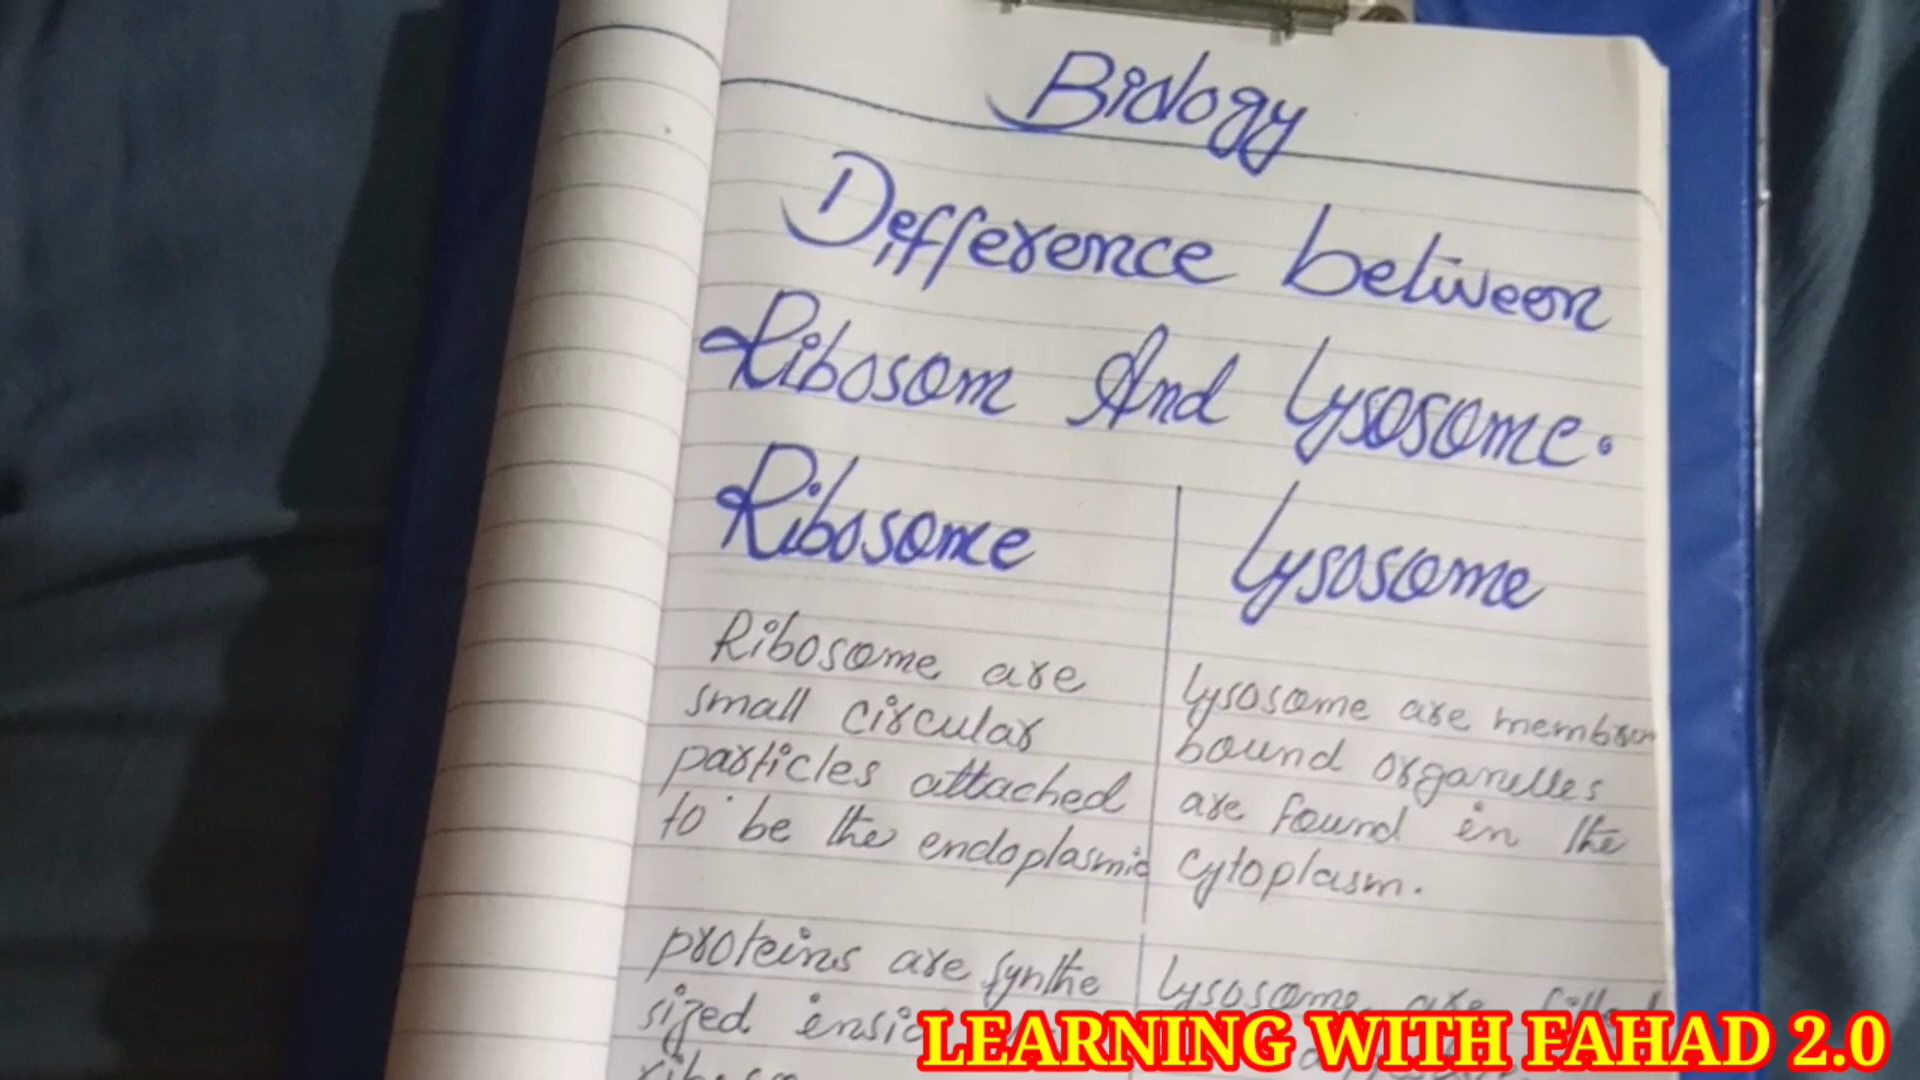 Biology
Difference between
Ribosom And Lysosome.
Ribosome
Lysosome
Ribosome are
small circular
particles attached
to be the endoplasmic
Lysosome are membran
bound organelles
are found in the
cytoplasm.
proteins are synthe
sized
Lysosome are filled
LEARNING WITH FAHAD 2.0